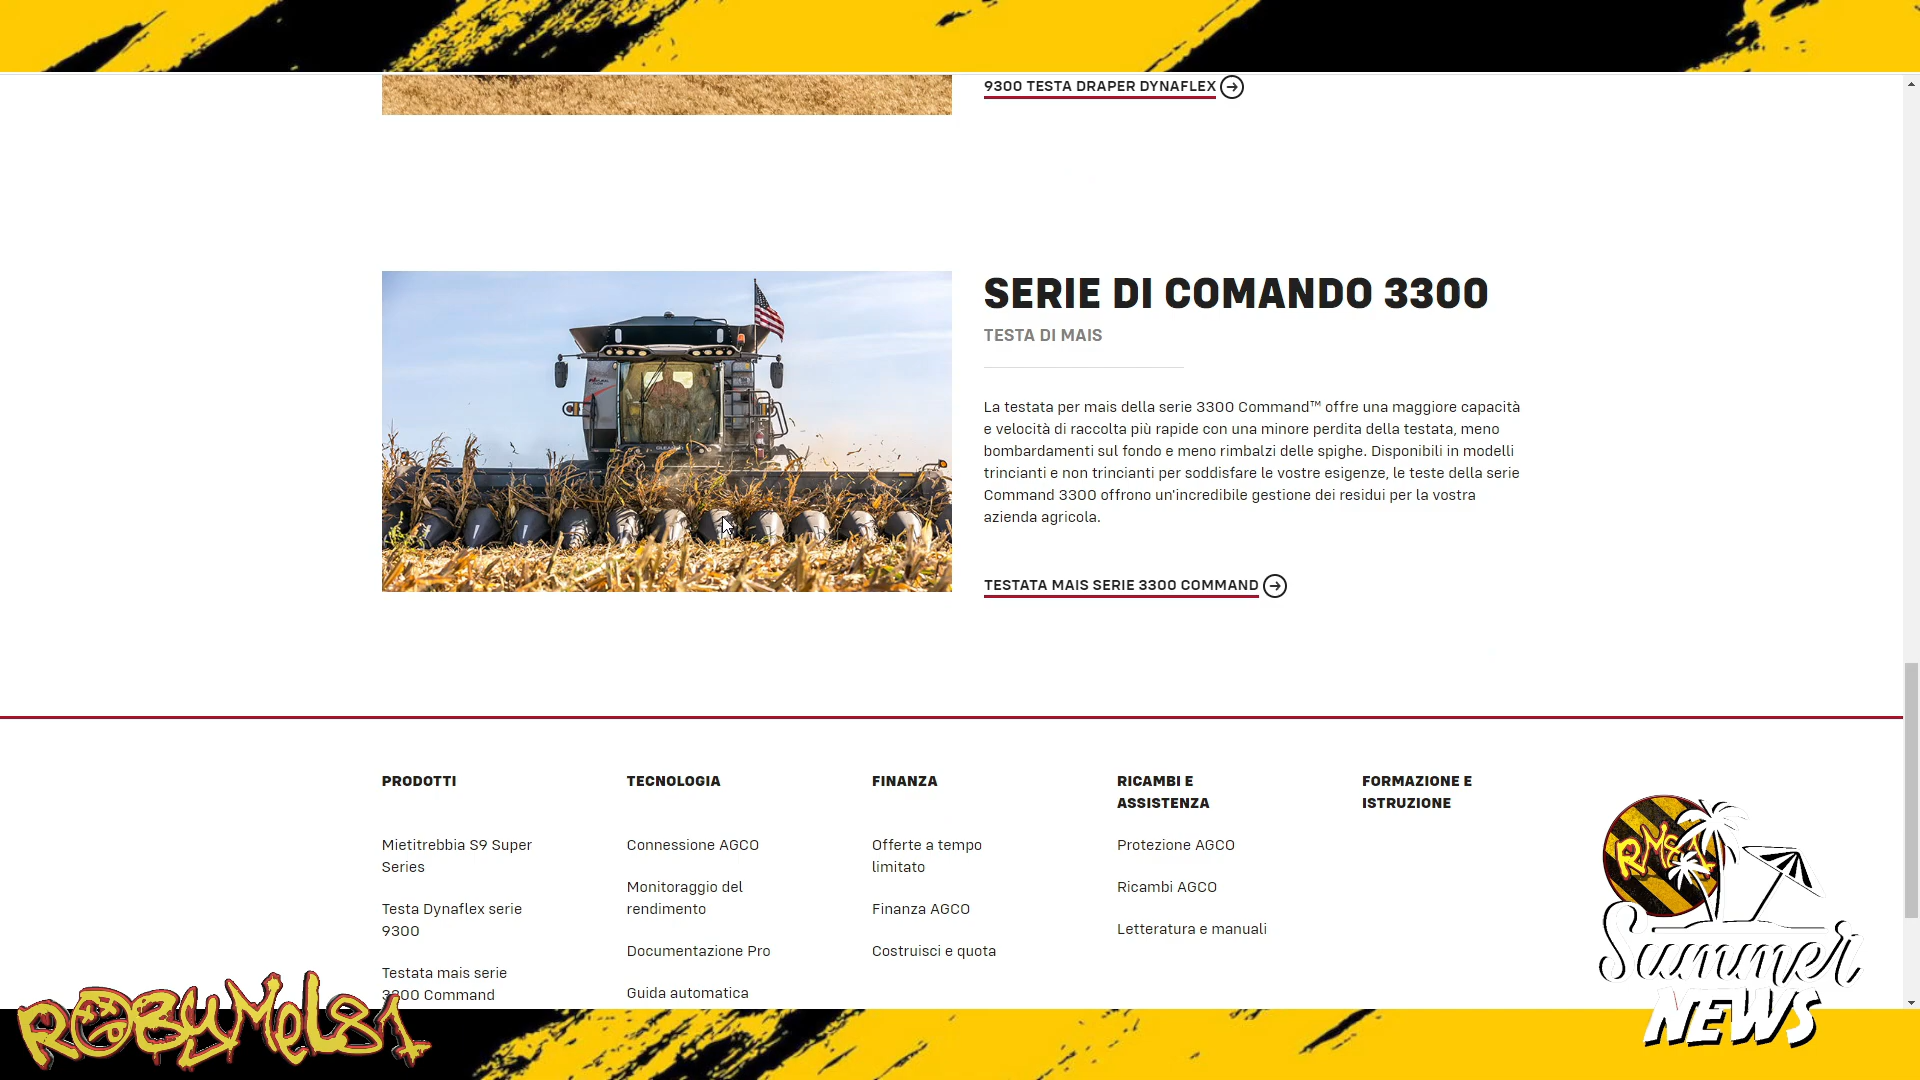 9300 TESTA DRAPER DYNAFLEX
SERIE DI COMANDO 3300
TESTA DI MAIS
La testata per mais della serie 3300 Command™ offre una maggiore capacità
e velocità di raccolta più rapide con una minore perdita della testata, meno
bombardamenti sul fondo e meno rimbalzi delle spighe. Disponibili in modelli
trincianti e non trincianti per soddisfare le vostre esigenze, le teste della serie
Command 3300 offrono un'incredibile gestione dei residui per la vostra
azienda agricola.
TESTATA MAIS SERIE 3300 COMMAND
PRODOTTI
Mietitrebbia S9 Super
Series
Testa Dynaflex serie
9300
Testata mais serie
3300 Command
TECNOLOGIA
Connessione AGCO
Monitoraggio del
rendimento
Documentazione Pro
Guida automatica
FINANZA
Offerte a tempo
limitato
Finanza AGCO
Costruisci e quota
RICAMBI E
ASSISTENZA
Protezione AGCO
Ricambi AGCO
Letteratura e manuali
FORMAZIONE E
ISTRUZIONE
RobyMel81
RM81
Summer
NEWS